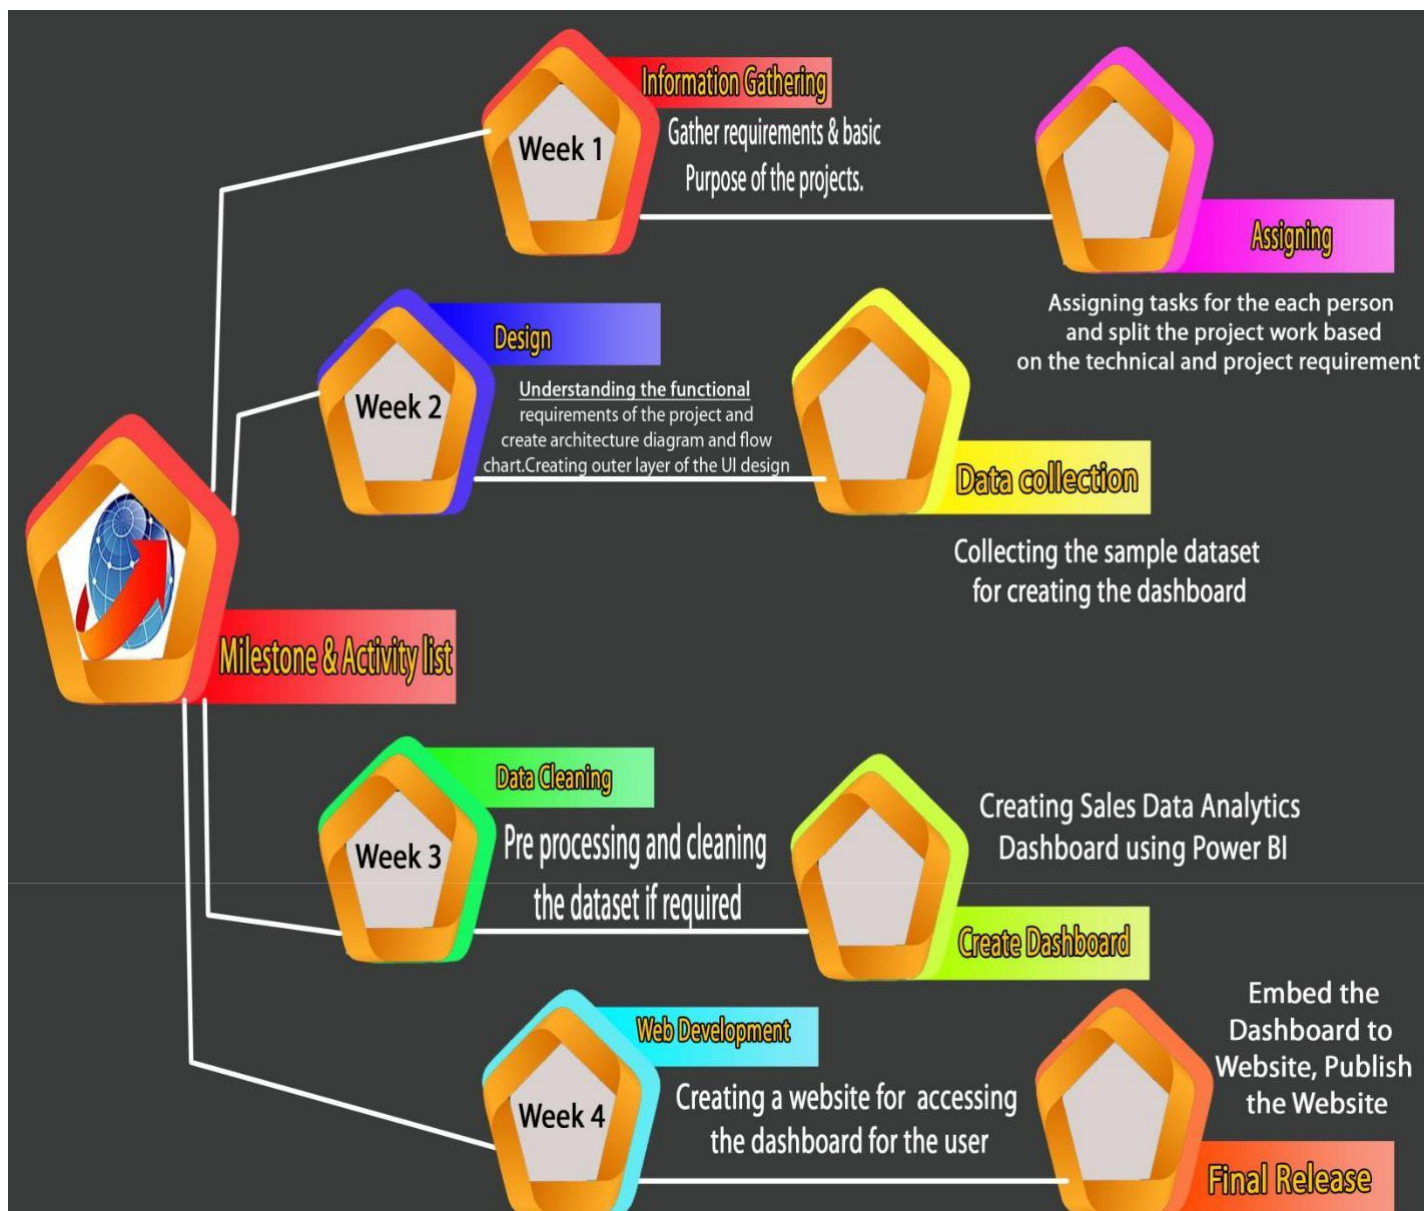 Information Gathering
Week 1
Gather requirements & basic
Purpose of the projects.
Assigning
Assigning tasks for the each person
and split the project work based
on the technical and project requirement
Design
Week 2
Understanding the functional
requirements of the project and
create architecture diagram and flow
chart.Creating outer layer of the UI design
Data collection
Collecting the sample dataset
for creating the dashboard
Milestone & Activity list
Data Cleaning
Week 3
Pre processing and cleaning
the dataset if required
Creating Sales Data Analytics
Dashboard using Power BI
Create Dashboard
Web Development
Week 4
Creating a website for accessing
the dashboard for the user
Embed the
Dashboard to
Website, Publish
the Website
Final Release